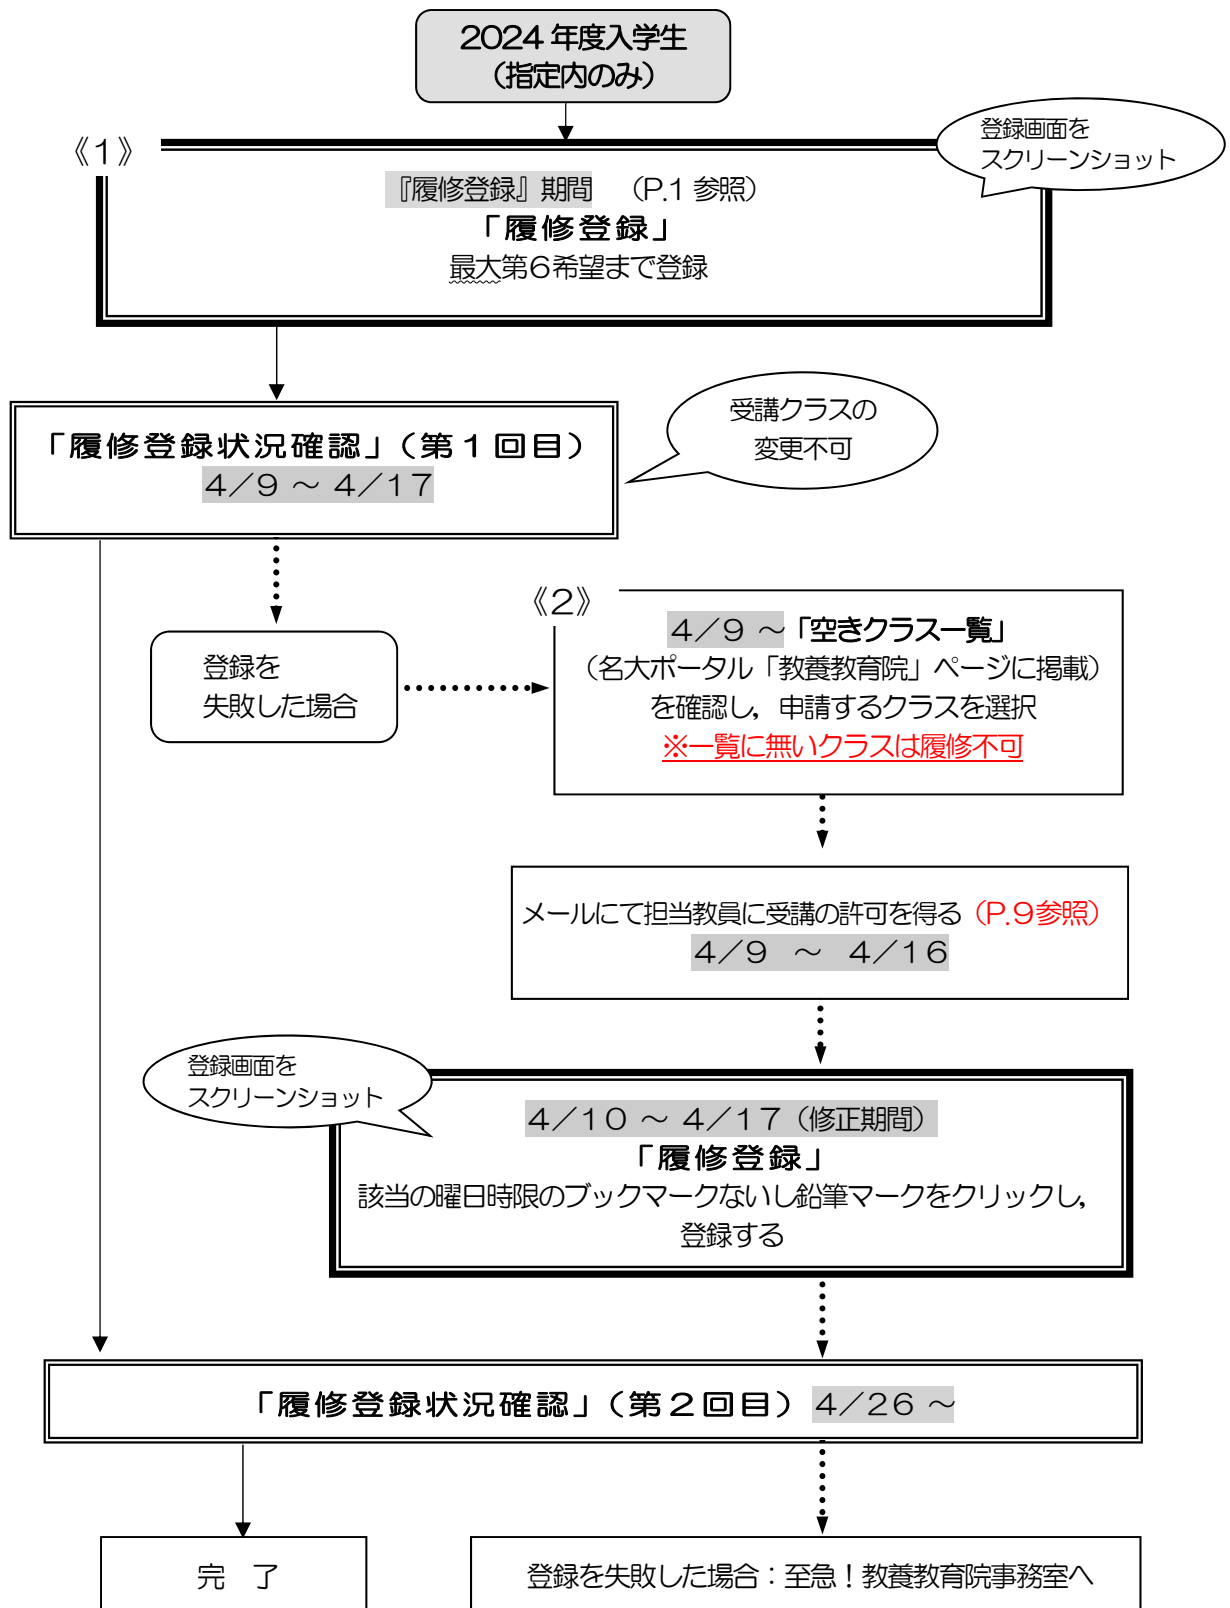 2024年度入学生
（指定内のみ）
《1》
登録画面を
スクリーンショット
『履修登録』期間　（P.1 参照）
「履修登録」
最大第6希望まで登録
「履修登録状況確認」（第１回目）
4／9 ～ 4／17
受講クラスの
変更不可
登録を
失敗した場合
《2》
4／9 ～「空きクラス一覧」
（名大ポータル「教養教育院」ページに掲載）
を確認し，申請するクラスを選択
※一覧に無いクラスは履修不可
メールにて担当教員に受講の許可を得る（P.9参照）
4／9 ～ 4／16
登録画面を
スクリーンショット
4／10 ～ 4／17（修正期間）
「履修登録」
該当の曜日時限のブックマークないし鉛筆マークをクリックし，
登録する
「履修登録状況確認」（第２回目）4／26 ～
完　了
登録を失敗した場合：至急！教養教育院事務室へ